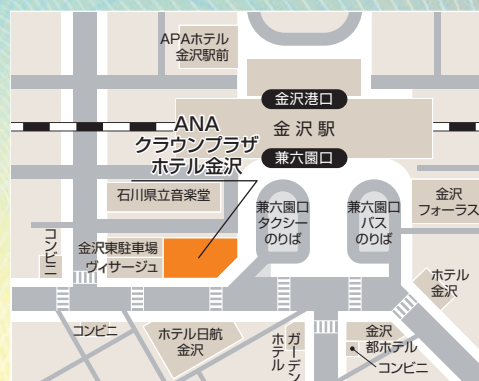 APAホテル
金沢駅前
金沢港口
金沢駅
兼六園口
ANA
クラウンプラザ
ホテル金沢
石川県立音楽堂
兼六園口
タクシー
のりば
兼六園口
バス
のりば
金沢
フォーラス
コンビニ
金沢東駐車場
ヴィサージュ
ホテル
金沢
コンビニ
ホテル日航
金沢
ガーデン
ホテル
金沢
都ホテル
コンビニ